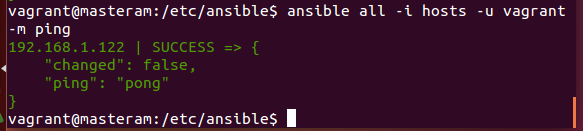 vagrant@masteram:/etc/ansible$ ansible all -i hosts -u vagrant
-m ping
192.168.1.122 | SUCCESS => {
    "changed": false,
    "ping": "pong"
}
vagrant@masteram:/etc/ansible$